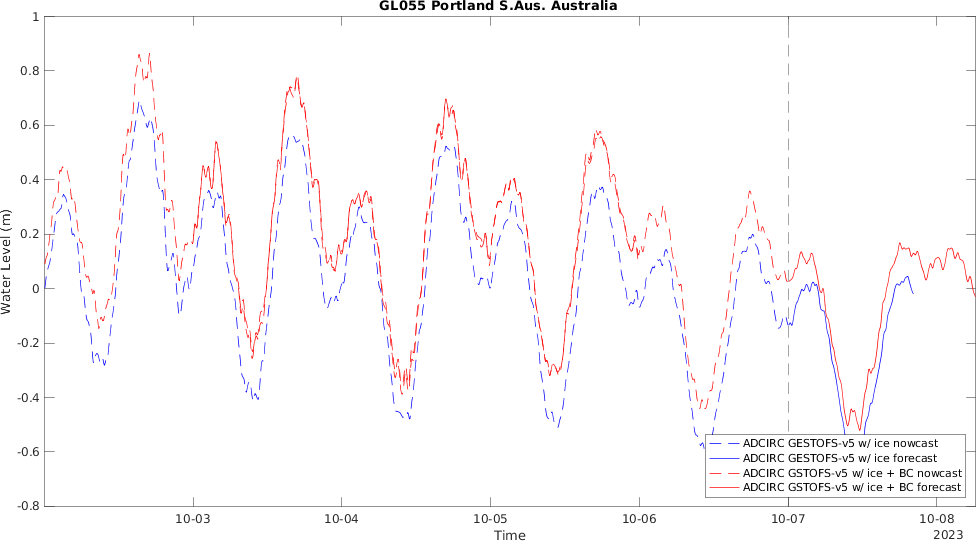 GL055 Portland S.Aus. Australia
1
0.8
0.6
0.4
0.2
0
-0.2
-0.4
-0.6
-0.8
Water Level (m)
ADCIRC GESTOFS-v5 w/ ice nowcast
ADCIRC GESTOFS-v5 w/ ice forecast
ADCIRC GSTOFS-v5 w/ ice + BC nowcast
ADCIRC GSTOFS-v5 w/ ice + BC forecast
10-03 10-04 10-05 10-06 10-07 10-08
Time
2023